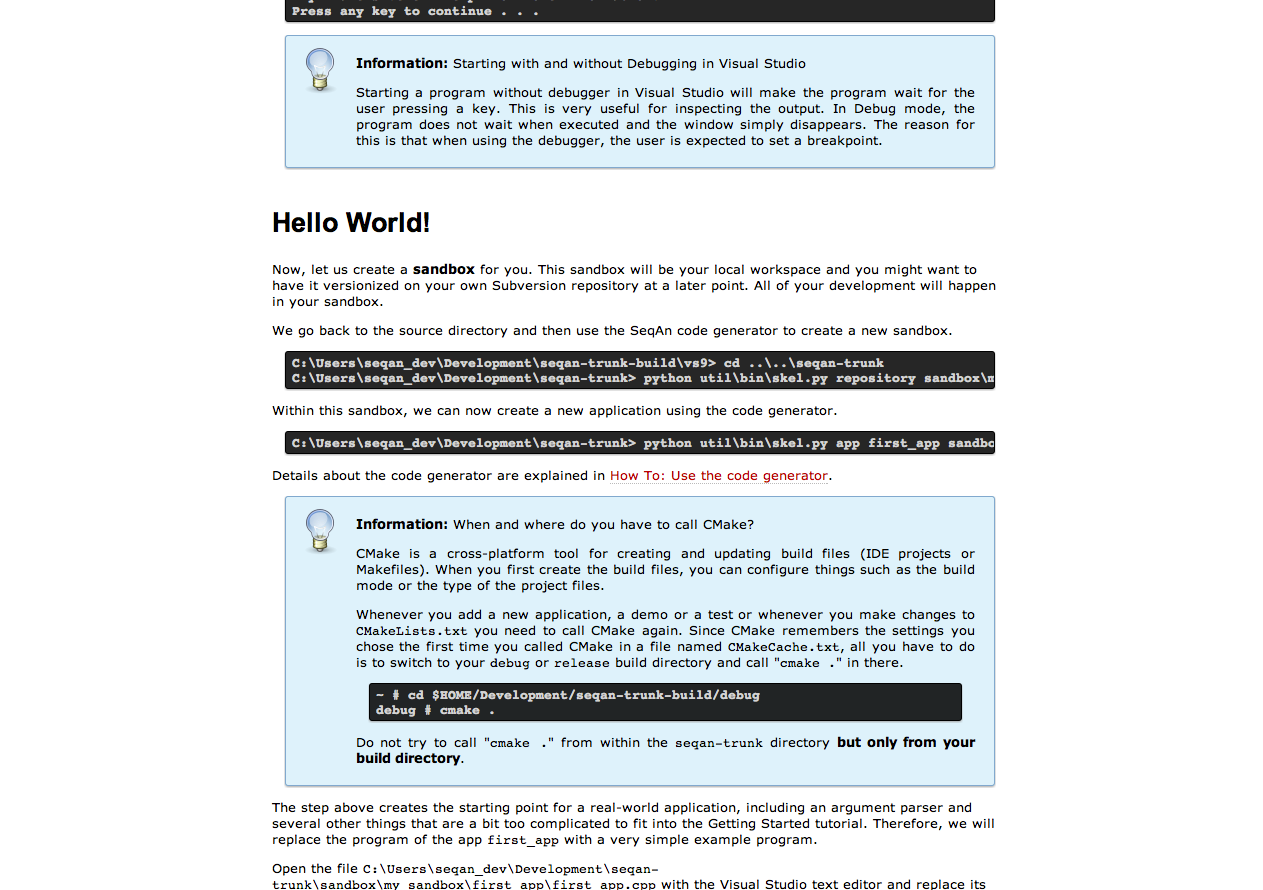 Press any key to continue . . .
Information: Starting with and without Debugging in Visual Studio
Starting a program without debugger in Visual Studio will make the program wait for the
user pressing a key. This is very useful for inspecting the output. In Debug mode, the
program does not wait when executed and the window simply disappears. The reason for
this is that when using the debugger, the user is expected to set a breakpoint.
Hello World!
Now, let us create a sandbox for you. This sandbox will be your local workspace and you might want to
have it versionized on your own Subversion repository at a later point. All of your development will happen
in your sandbox.
We go back to the source directory and then use the SeqAn code generator to create a new sandbox.
C:\Users\seqan_dev\Development\seqan-trunk-build\vs9> cd ..\..\seqan-trunk
C:\Users\seqan_dev\Development\seqan-trunk> python util\bin\skel.py repository sandbox\m
Within this sandbox, we can now create a new application using the code generator.
C:\Users\seqan_dev\Development\seqan-trunk> python util\bin\skel.py app first_app sandbo
Details about the code generator are explained in How To: Use the code generator.
Information: When and where do you have to call CMake?
CMake is a cross-platform tool for creating and updating build files (IDE projects or
Makefiles). When you first create the build files, you can configure things such as the build
mode or the type of the project files.
Whenever you add a new application, a demo or a test or whenever you make changes to
CMakeLists.txt you need to call CMake again. Since CMake remembers the settings you
chose the first time you called CMake in a file named CMakeCache.txt, all you have to do
is to switch to your debug or release build directory and call "cmake ." in there.
~ # cd $HOME/Development/seqan-trunk-build/debug
debug # cmake .
Do not try to call "cmake ." from within the seqan-trunk directory but only from your
build directory.
The step above creates the starting point for a real-world application, including an argument parser and
several other things that are a bit too complicated to fit into the Getting Started tutorial. Therefore, we will
replace the program of the app first_app with a very simple example program.
Open the file C:\Users\seqan_dev\Development\seqan-
trunk\sandbox\my_sandbox\first_app\first_app.cpp with the Visual Studio text editor and replace its